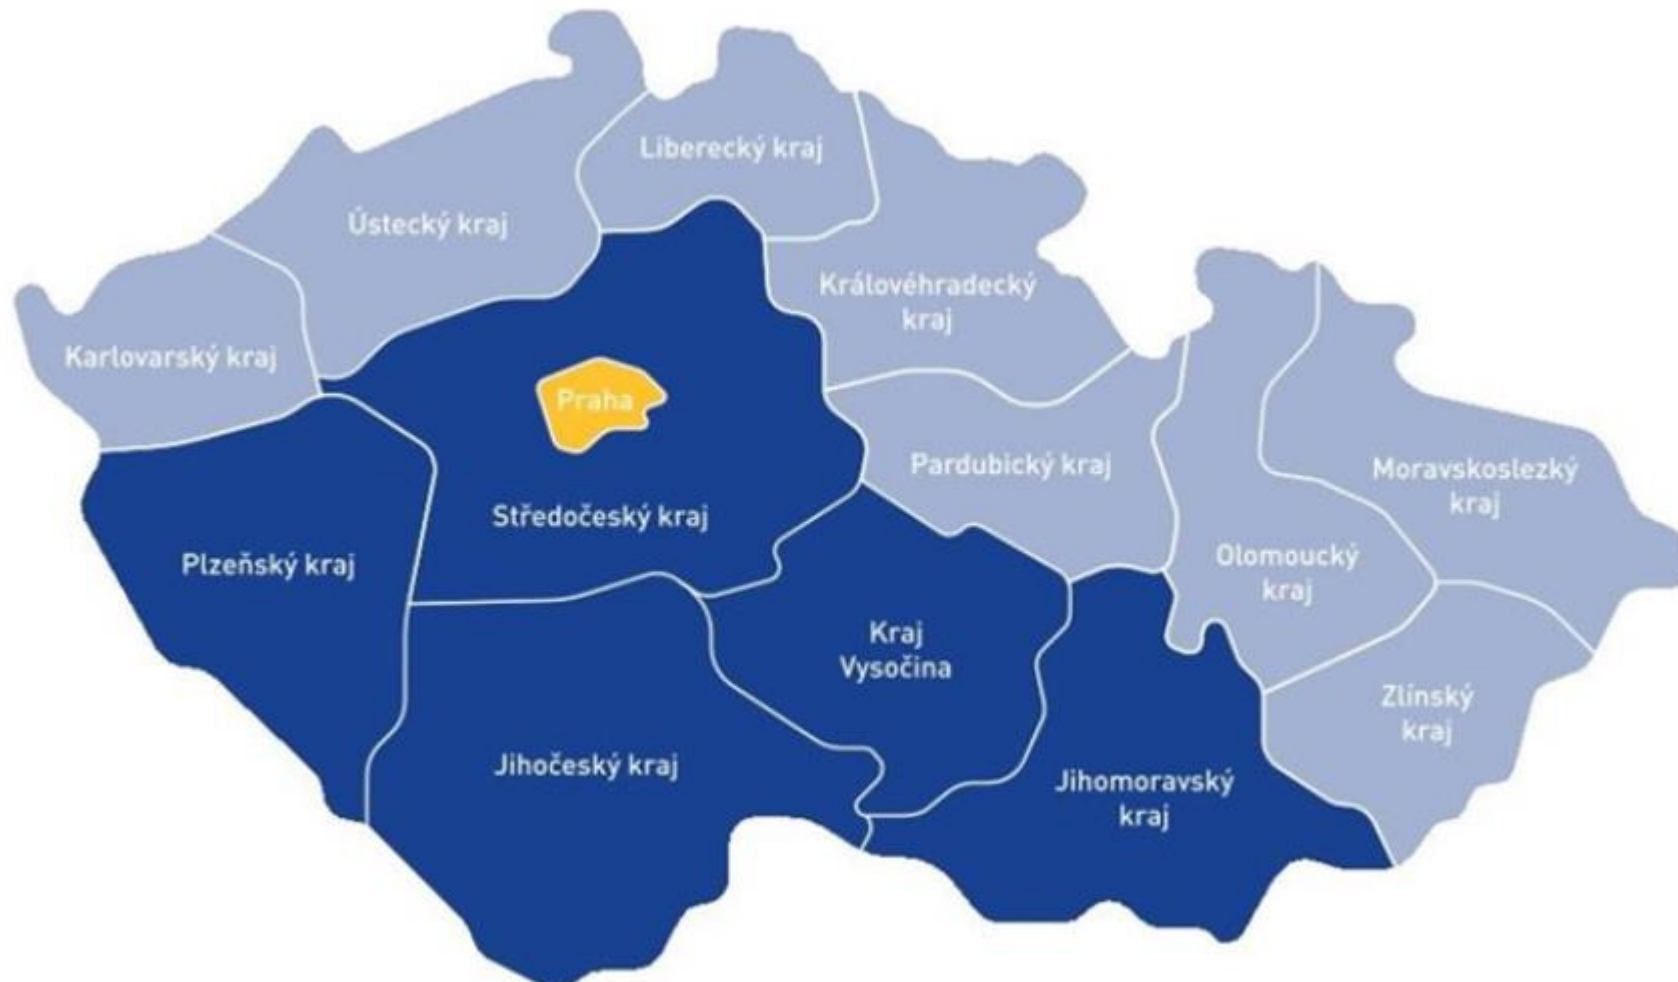 Liberecký kraj
Ústecký kraj
Královéhradecký
kraj
Karlovarský kraj
Praha
Pardubický kraj
Moravskoslezký
kraj
Středočeský kraj
Plzeňský kraj
Olomoucký
kraj
Kraj
Vysočina
Zlínský
kraj
Jihočeský kraj
Jihomoravský
kraj